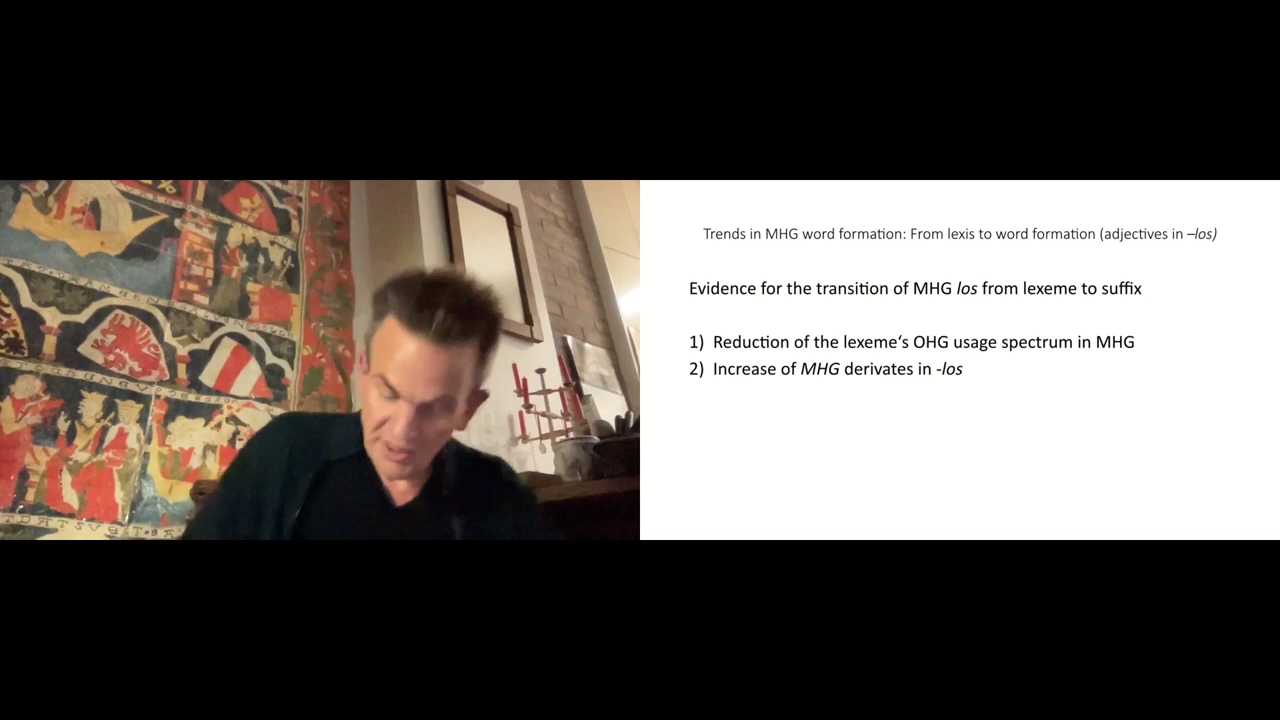 Trends in MHG word formation: From lexis to word formation (adjectives in –los)
Evidence for the transition of MHG los from lexeme to suffix
1) Reduction of the lexeme‘s OHG usage spectrum in MHG
2) Increase of MHG derivates in -los